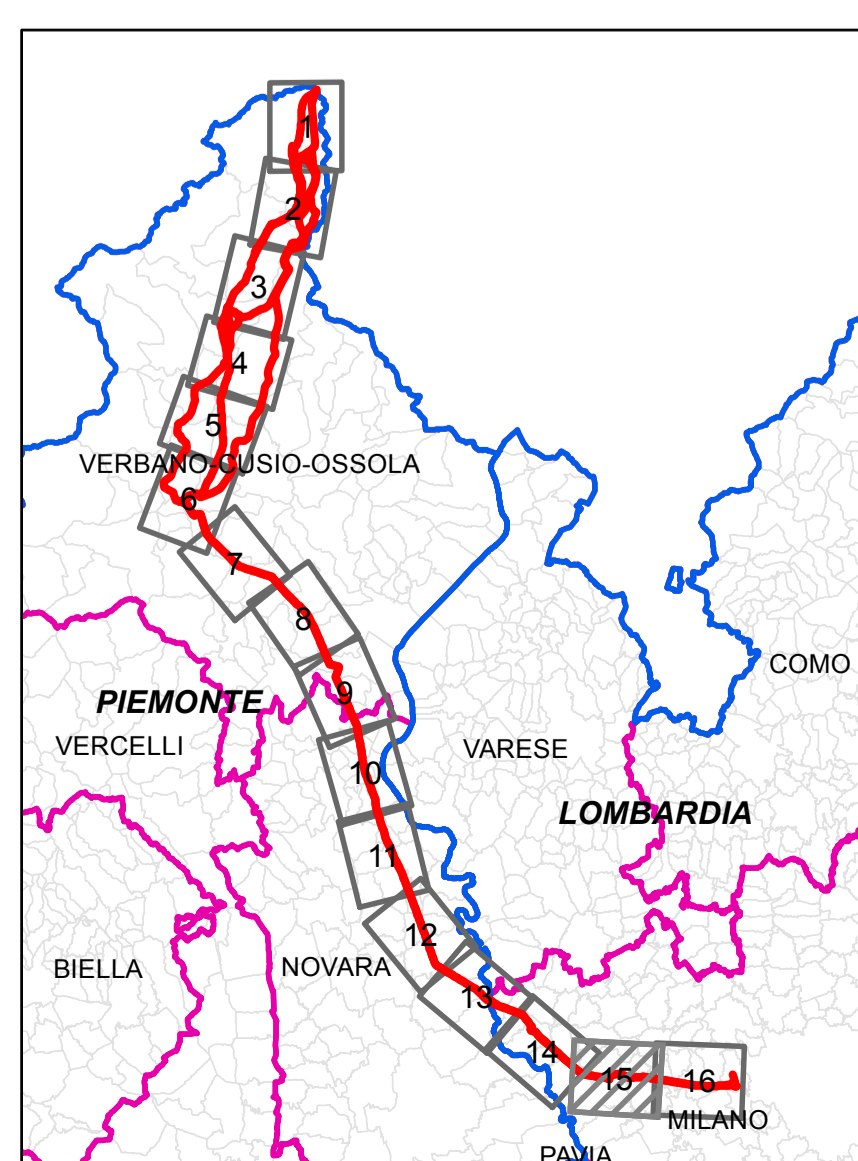 1
2
3
4
5
VERBANO-CUSIO-OSSOLA
6
7
8
COMO
9
PIEMONTE
VERCELLI
VARESE
10
LOMBARDIA
11
12
BIELLA
NOVARA
13
14
15
16
MILANO
PAVIA